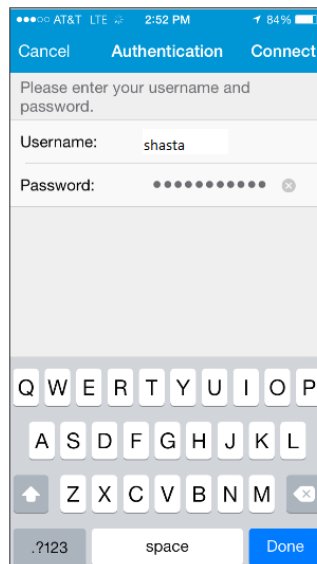 AT&T LTE 2:52 PM 84%
Cancel Authentication Connect
Please enter your username and
password.
Username: shasta
Password: •••••••••••
Q W E R T Y U I O P
A S D F G H J K L
Z X C V B N M
.?123 space Done